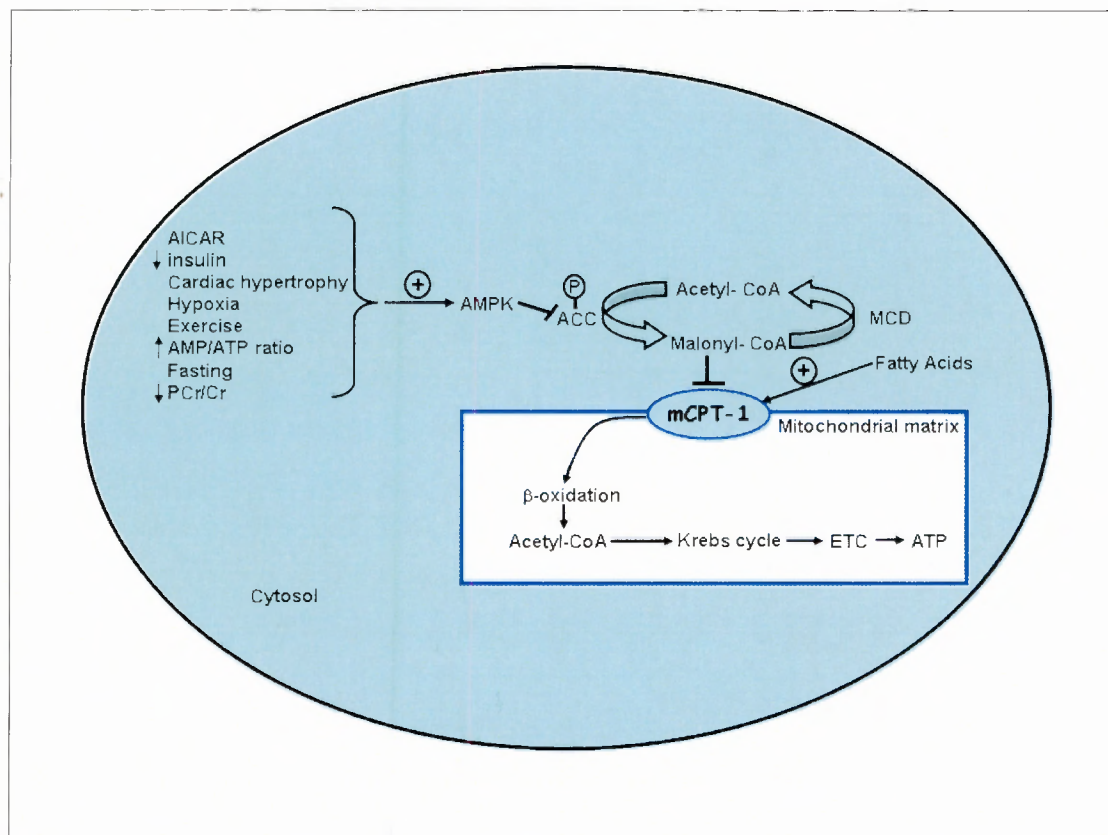 AICAR
↓ insulin
Cardiac hypertrophy
Hypoxia
Exercise
↑ AMP/ATP ratio
Fasting
↓ PCr/Cr
+
AMPK
P
ACC
Acetyl- CoA
Malonyl- CoA
MCD
+
Fatty Acids
mCPT-1
Mitochondrial matrix
β-oxidation
Acetyl-CoA
Krebs cycle
ETC
ATP
Cytosol